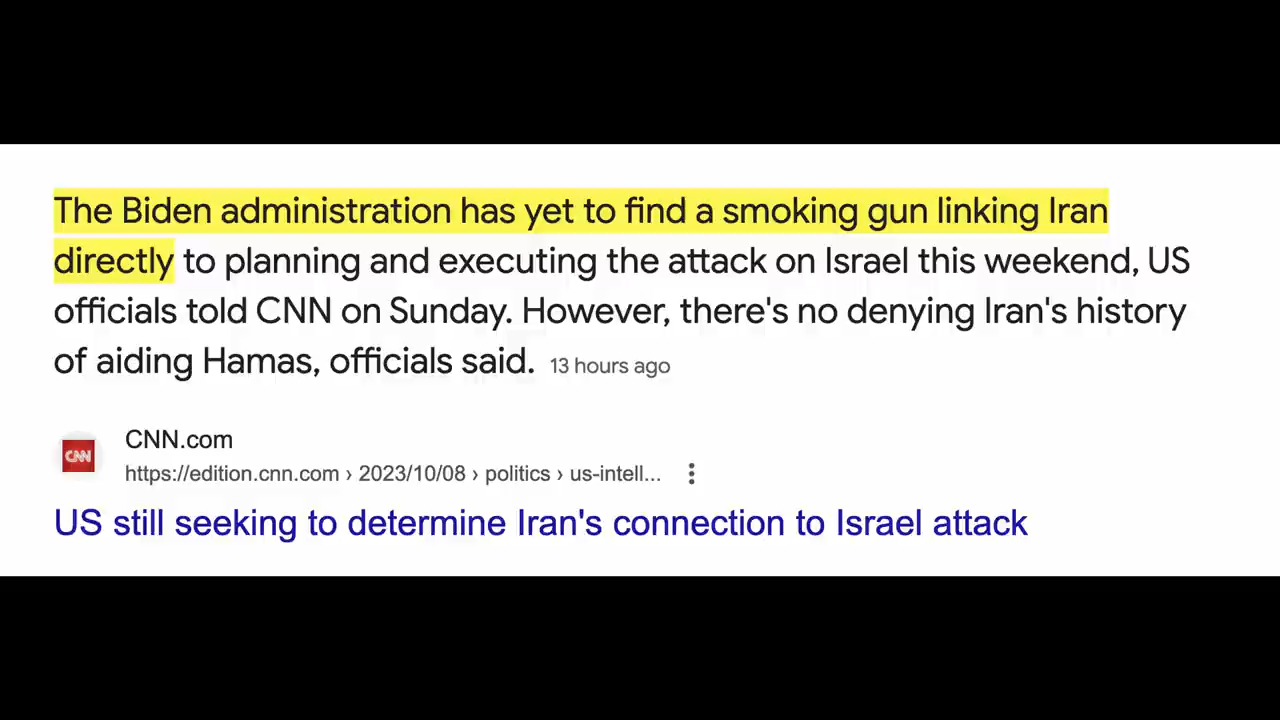 The Biden administration has yet to find a smoking gun linking Iran
directly to planning and executing the attack on Israel this weekend, US
officials told CNN on Sunday. However, there's no denying Iran's history
of aiding Hamas, officials said. 13 hours ago
CNN
CNN.com
https://edition.cnn.com › 2023/10/08 › politics › us-intell...
US still seeking to determine Iran's connection to Israel attack